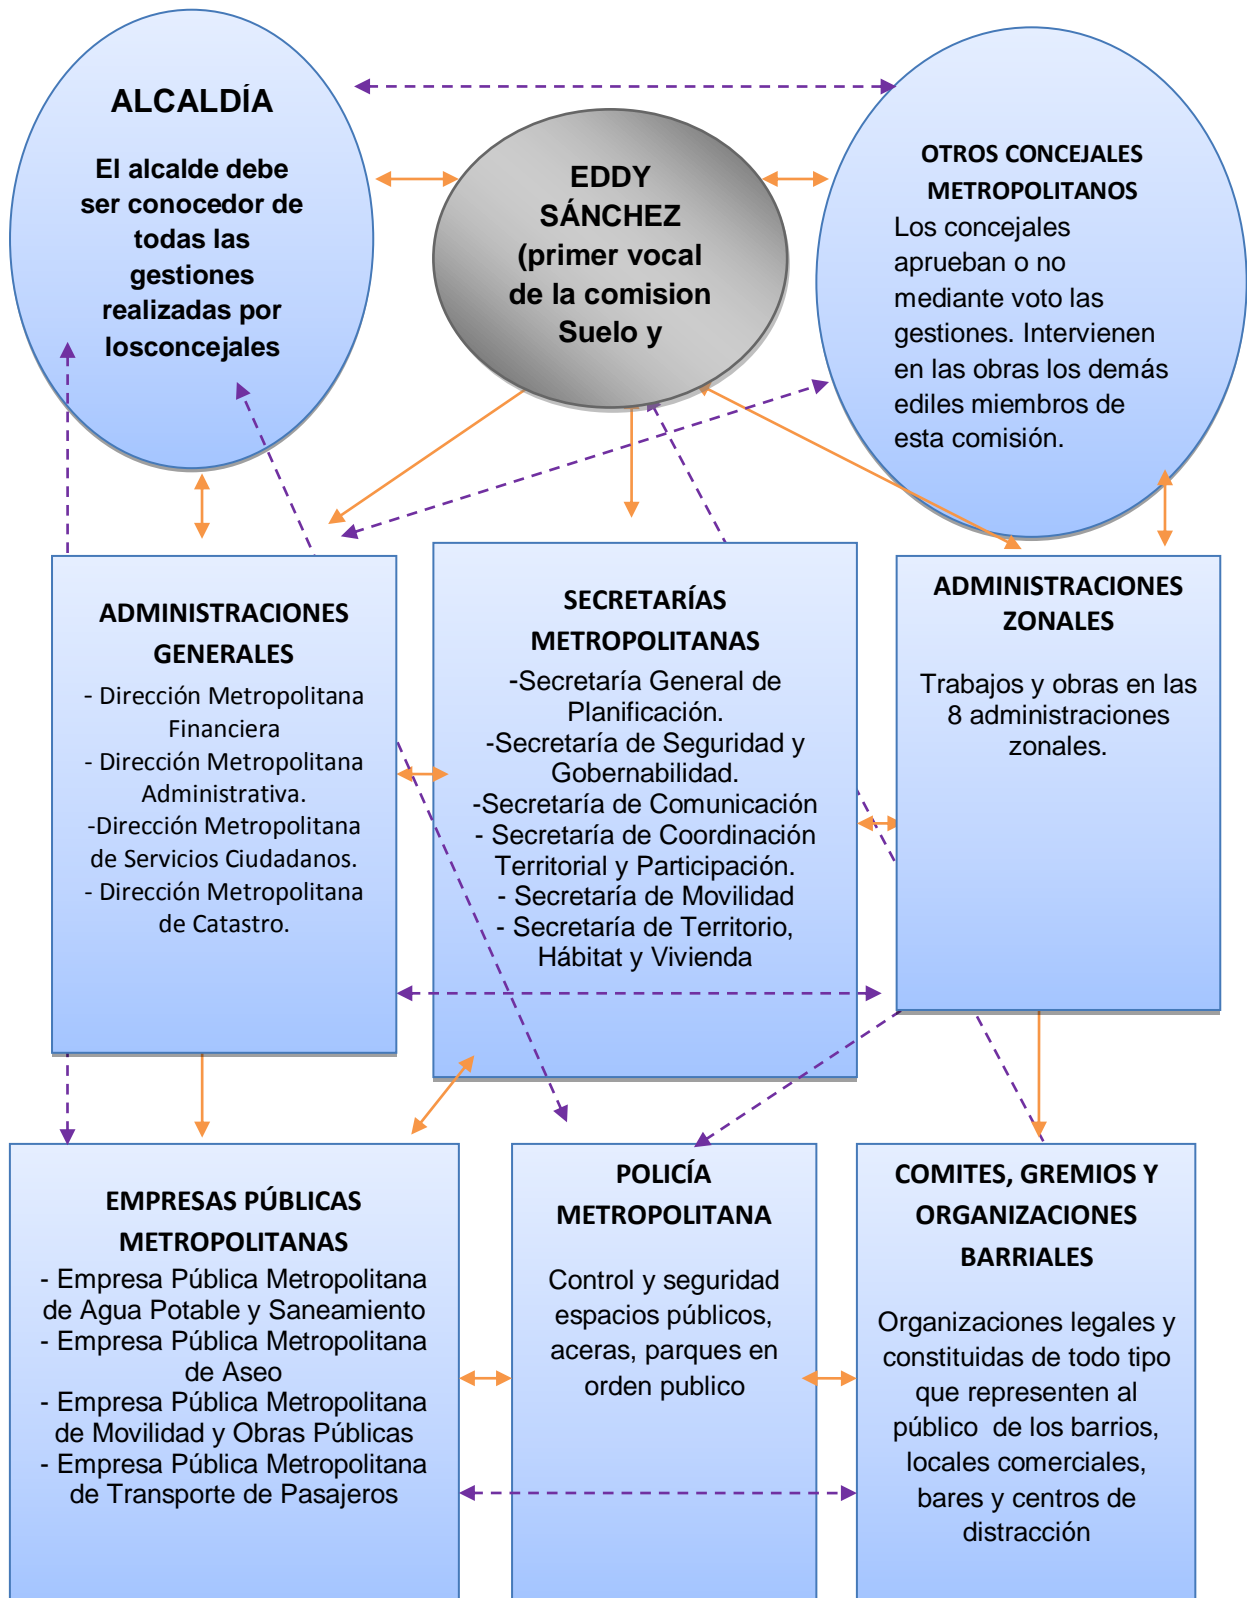 ALCALDÍA
El alcalde debe
ser conocedor de
todas las
gestiones
realizadas por
losconcejales
EDDY
SÁNCHEZ
(primer vocal
de la comision
Suelo y
OTROS CONCEJALES
METROPOLITANOS
Los concejales
aprueban o no
mediante voto las
gestiones. Intervienen
en las obras los demás
ediles miembros de
esta comisión.
ADMINISTRACIONES
GENERALES
- Dirección Metropolitana
Financiera
- Dirección Metropolitana
Administrativa.
-Dirección Metropolitana
de Servicios Ciudadanos.
- Dirección Metropolitana
de Catastro.
SECRETARÍAS
METROPOLITANAS
-Secretaría General de
Planificación.
-Secretaría de Seguridad y
Gobernabilidad.
-Secretaría de Comunicación
- Secretaría de Coordinación
Territorial y Participación.
- Secretaría de Movilidad
- Secretaría de Territorio,
Hábitat y Vivienda
ADMINISTRACIONES
ZONALES
Trabajos y obras en las
8 administraciones
zonales.
EMPRESAS PÚBLICAS
METROPOLITANAS
- Empresa Pública Metropolitana
de Agua Potable y Saneamiento
- Empresa Pública Metropolitana
de Aseo
- Empresa Pública Metropolitana
de Movilidad y Obras Públicas
- Empresa Pública Metropolitana
de Transporte de Pasajeros
POLICÍA
METROPOLITANA
Control y seguridad
espacios públicos,
aceras, parques en
orden publico
COMITES, GREMIOS Y
ORGANIZACIONES
BARRIALES
Organizaciones legales y
constituidas de todo tipo
que representen al
público de los barrios,
locales comerciales,
bares y centros de
distracción